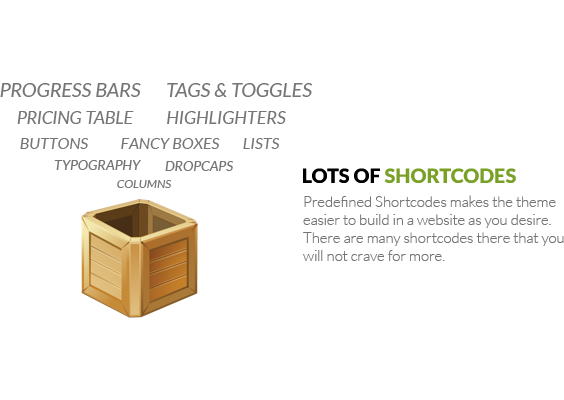 PROGRESS BARS TAGS & TOGGLES
PRICING TABLE HIGHLIGHTERS
BUTTONS FANCY BOXES LISTS
TYPOGRAPHY DROPCAPS
COLUMNS
LOTS OF SHORTCODES
Predefined Shortcodes makes the theme
easier to build in a website as you desire.
There are many shortcodes there that you
will not crave for more.